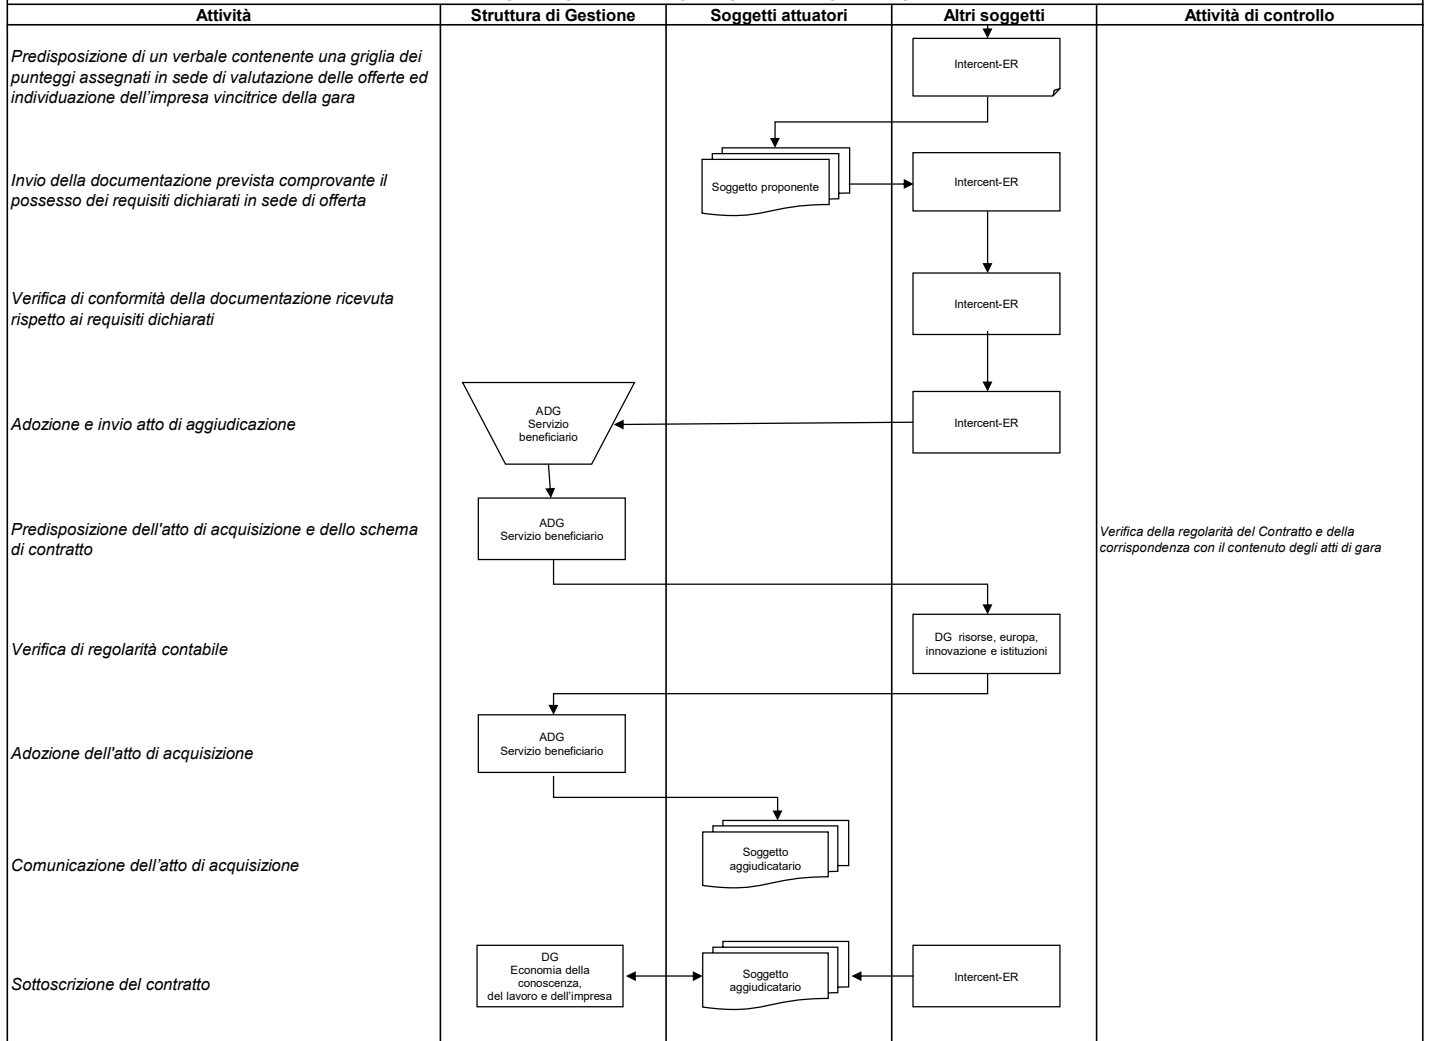 Attività
Struttura di Gestione
Soggetti attuatori
Altri soggetti
Attività di controllo
Predisposizione di un verbale contenente una griglia dei
punteggi assegnati in sede di valutazione delle offerte ed
individuazione dell'impresa vincitrice della gara
Intercent-ER
Invio della documentazione prevista comprovante il
possesso dei requisiti dichiarati in sede di offerta
Soggetto proponente
Intercent-ER
Verifica di conformità della documentazione ricevuta
rispetto ai requisiti dichiarati
Intercent-ER
Adozione e invio atto di aggiudicazione
ADG
Servizio
beneficiario
Intercent-ER
Predisposizione dell'atto di acquisizione e dello schema
di contratto
ADG
Servizio beneficiario
Verifica della regolarità del Contratto e della
corrispondenza con il contenuto degli atti di gara
Verifica di regolarità contabile
DG risorse, europa,
innovazione e istituzioni
Adozione dell'atto di acquisizione
ADG
Servizio beneficiario
Comunicazione dell'atto di acquisizione
Soggetto
aggiudicatario
Sottoscrizione del contratto
DG
Economia della
conoscenza,
del lavoro e dell'impresa
Soggetto
aggiudicatario
Intercent-ER